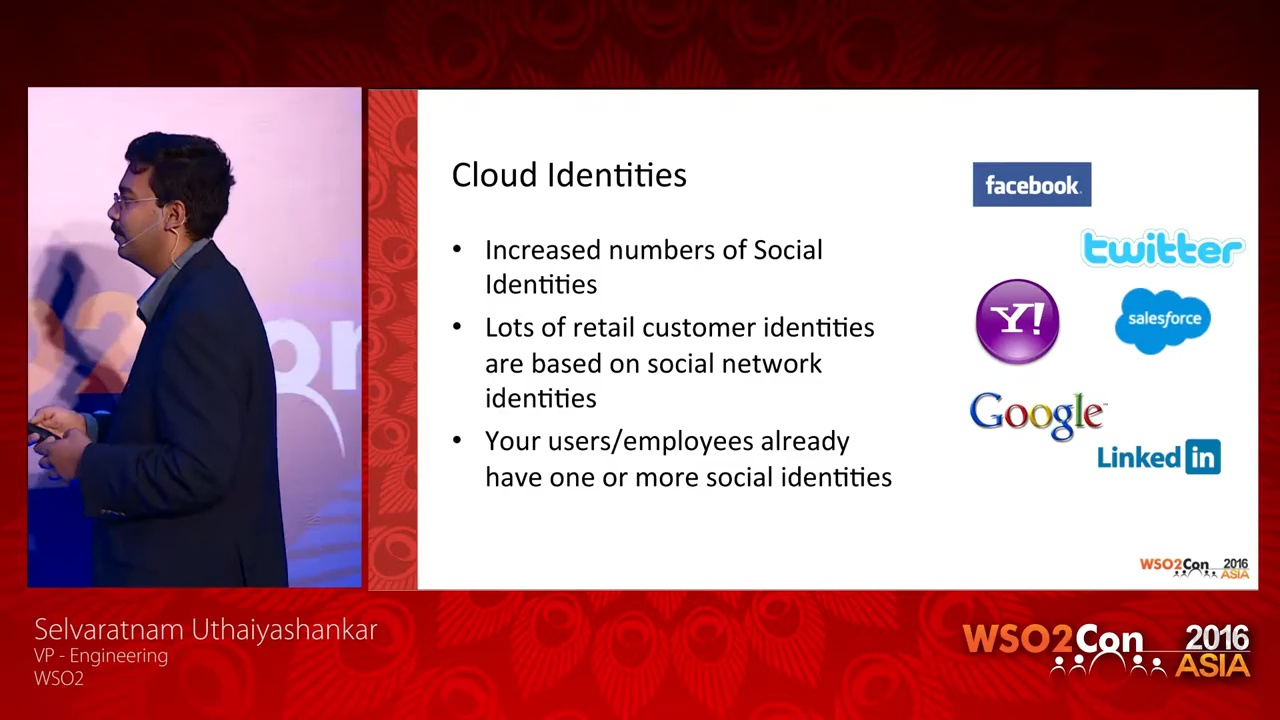 Cloud Identities
• Increased numbers of Social
Identities
• Lots of retail customer identities
are based on social network
identities
• Your users/employees already
have one or more social identities
facebook
twitter
Y!
salesforce
Google™
Linked in
WSO2Con 2016
ASIA
Selvaratnam Uthaiyashankar
VP - Engineering
WSO2
WSO2Con 2016
ASIA